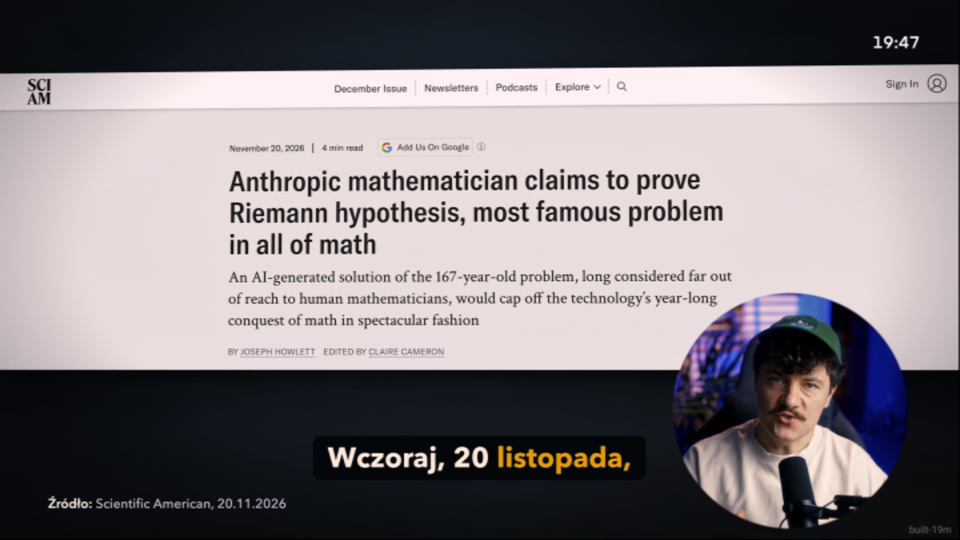 19:47
SCI
AM
December Issue
Newsletters
Podcasts
Explore
Sign In
November 20, 2026 | 4 min read
Add Us On Google
Anthropic mathematician claims to prove
Riemann hypothesis, most famous problem
in all of math
An AI-generated solution of the 167-year-old problem, long considered far out
of reach to human mathematicians, would cap off the technology's year-long
conquest of math in spectacular fashion
BY JOSEPH HOWLETT EDITED BY CLAIRE CAMERON
Wczoraj, 20 listopada,
Źródło: Scientific American, 20.11.2026
built-19m